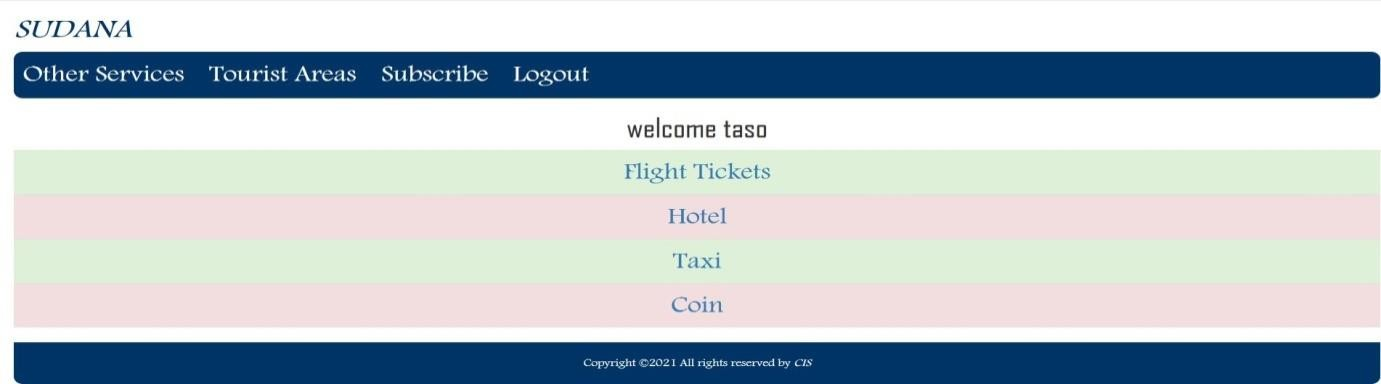 SUDANA
Other Services Tourist Areas Subscribe Logout
welcome taso
Flight Tickets
Hotel
Taxi
Coin
Copyright ©2021 All rights reserved by CIS